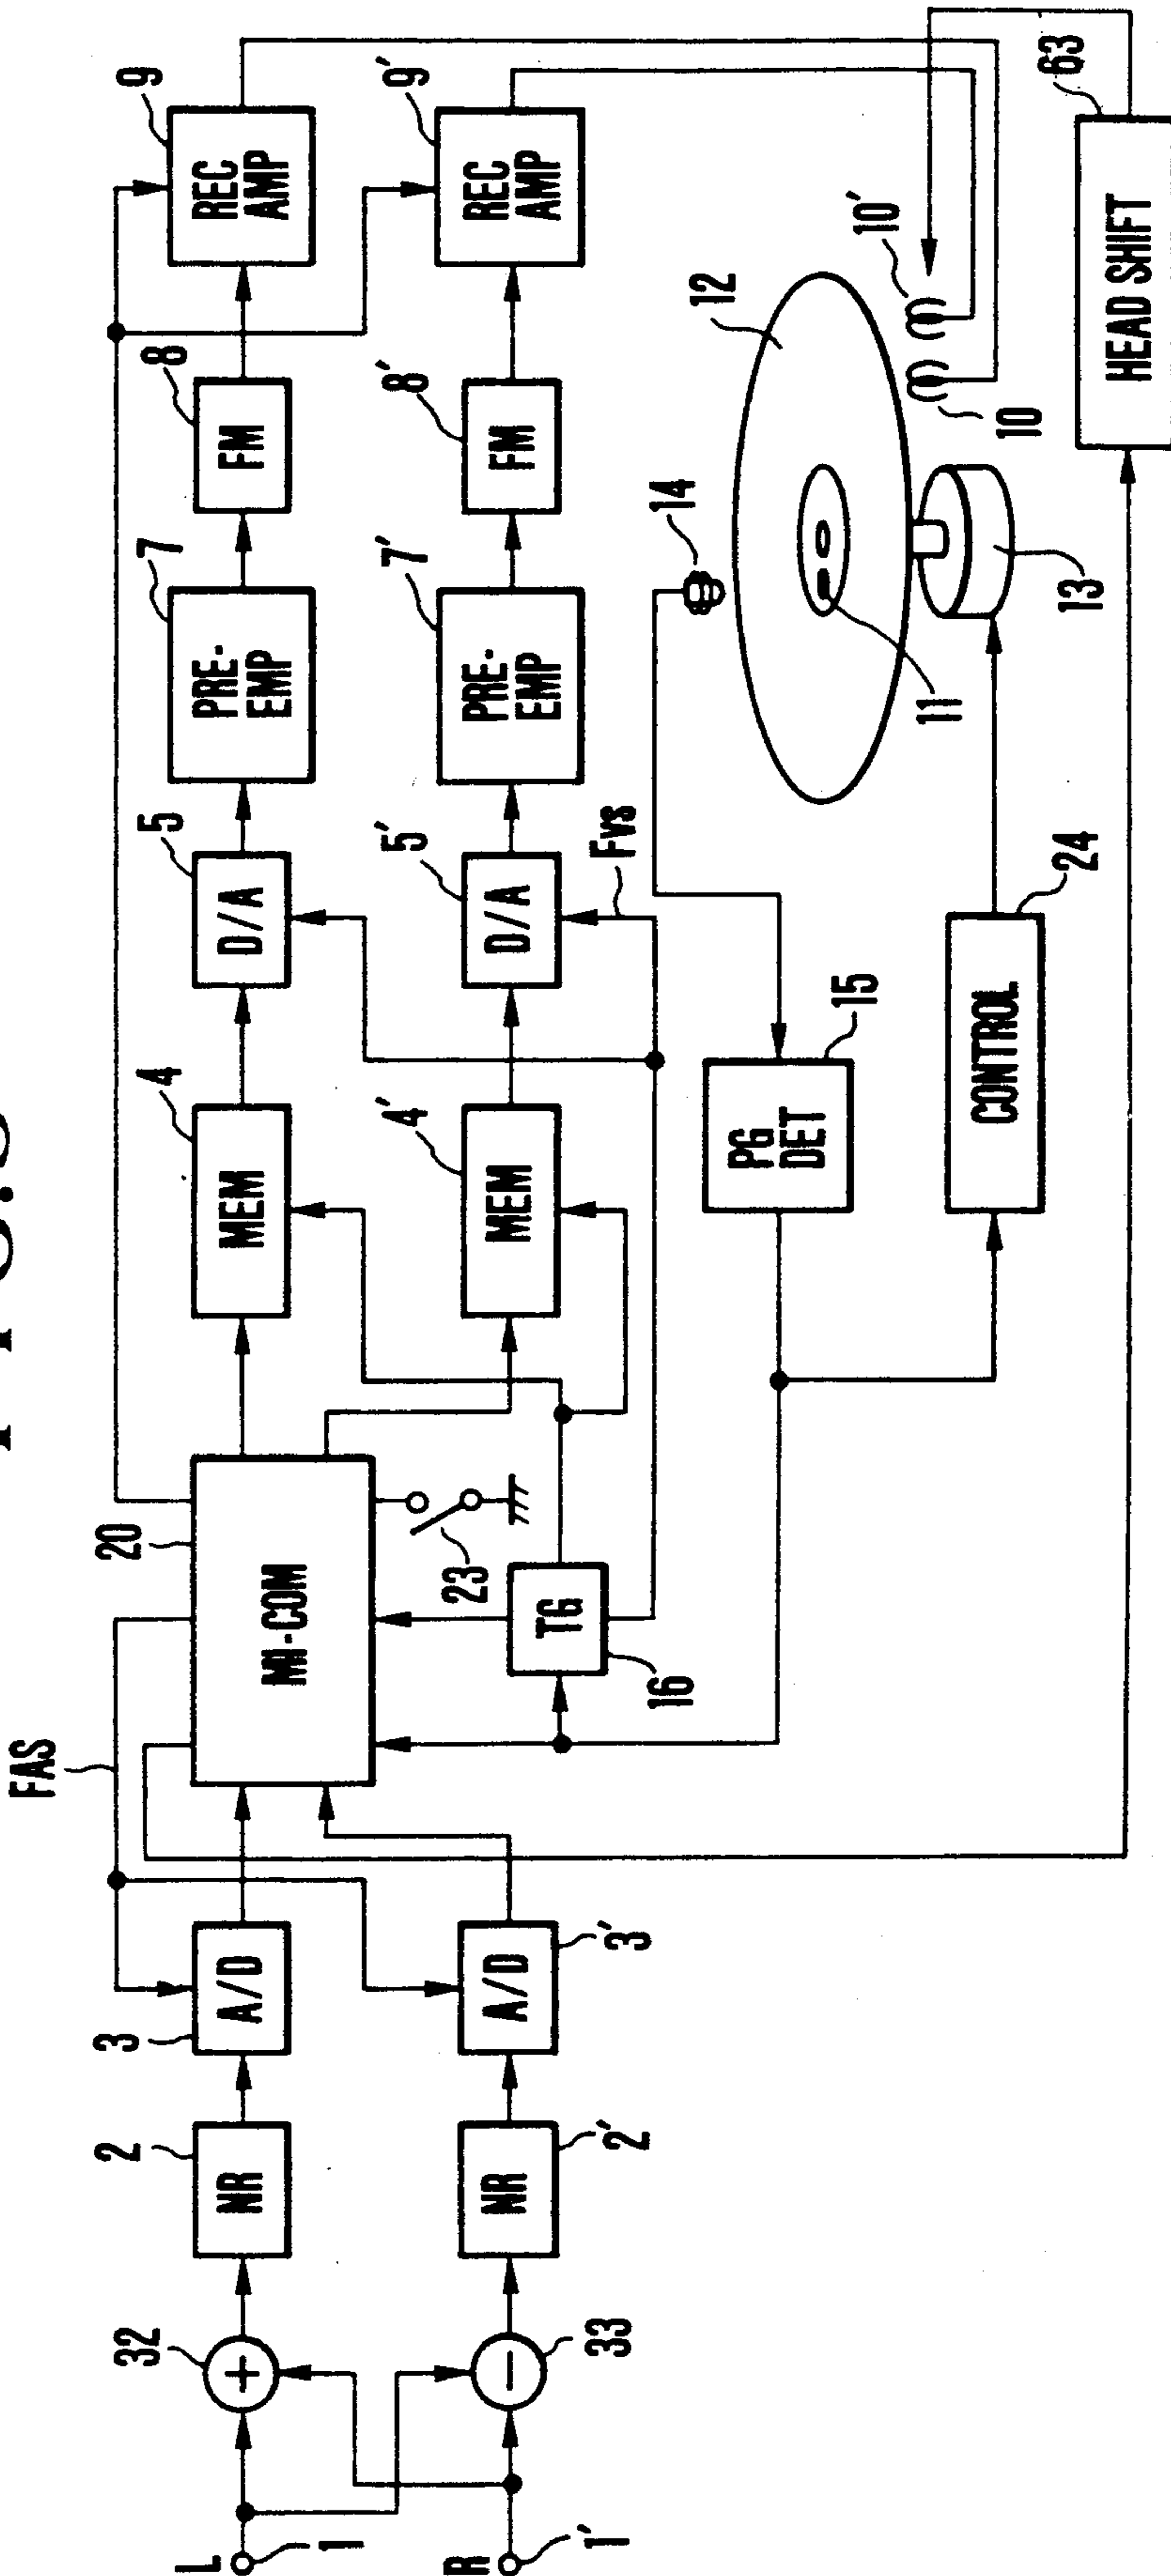 FIG.3
L
1
R
1'
32
+
33
−
2
NR
2'
NR
3
A/D
3'
A/D
FAS
20
MI-COM
23
TG
16
4
MEM
4'
MEM
5
D/A
5'
D/A
Fvs
7
PRE-
EMP
7'
PRE-
EMP
8
FM
8'
FM
9
REC
AMP
9'
REC
AMP
PG
DET
15
CONTROL
24
14
12
11
13
10
10'
HEAD SHIFT
63